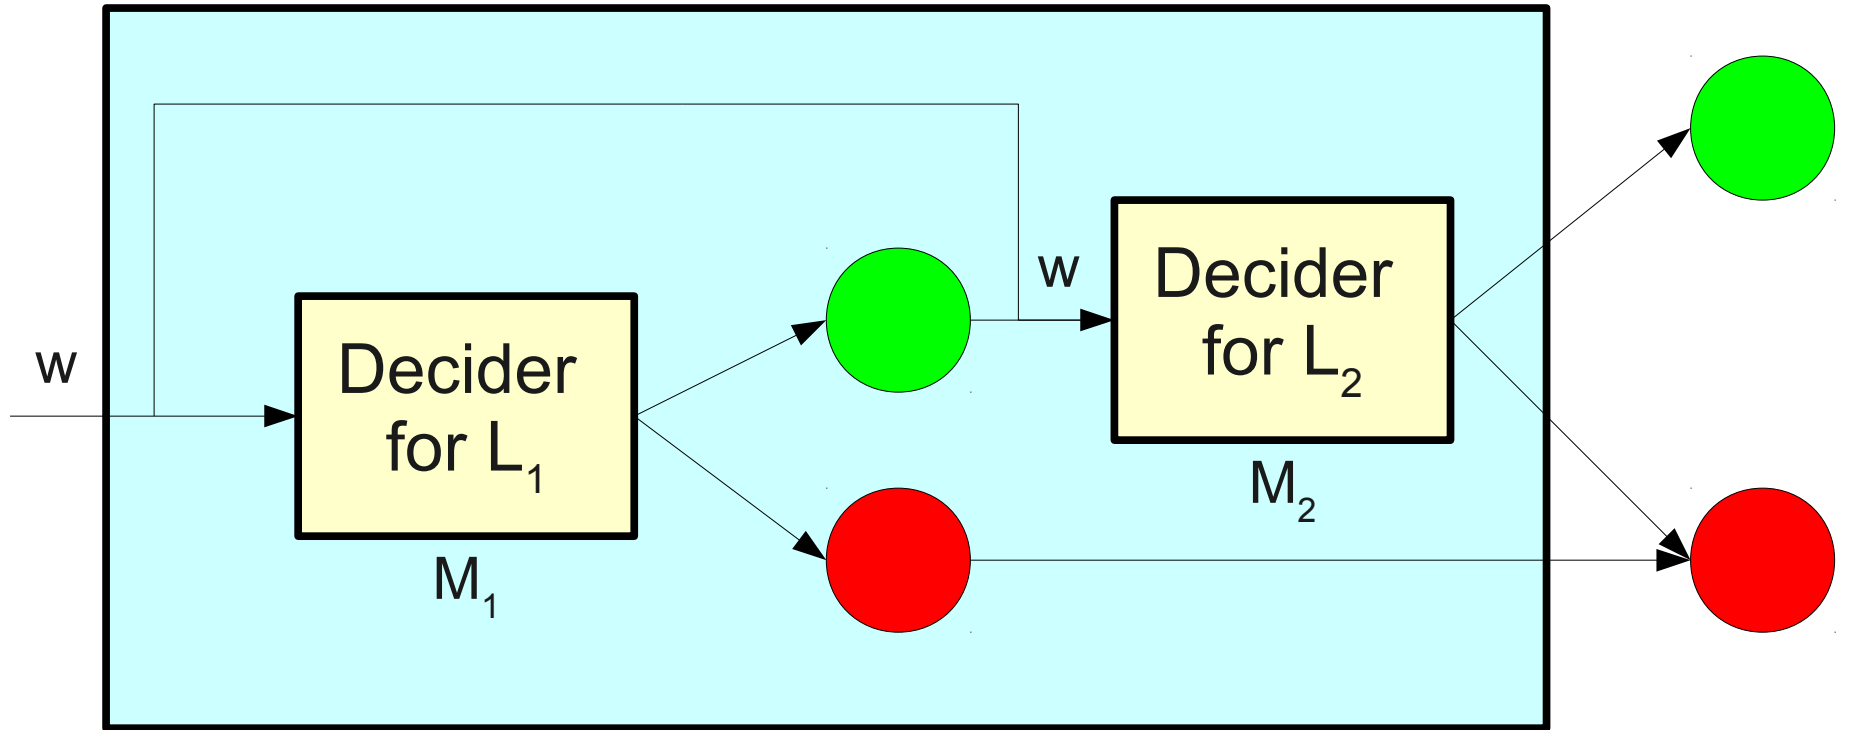 w
Decider
for L₁
M₁
w
Decider
for L₂
M₂